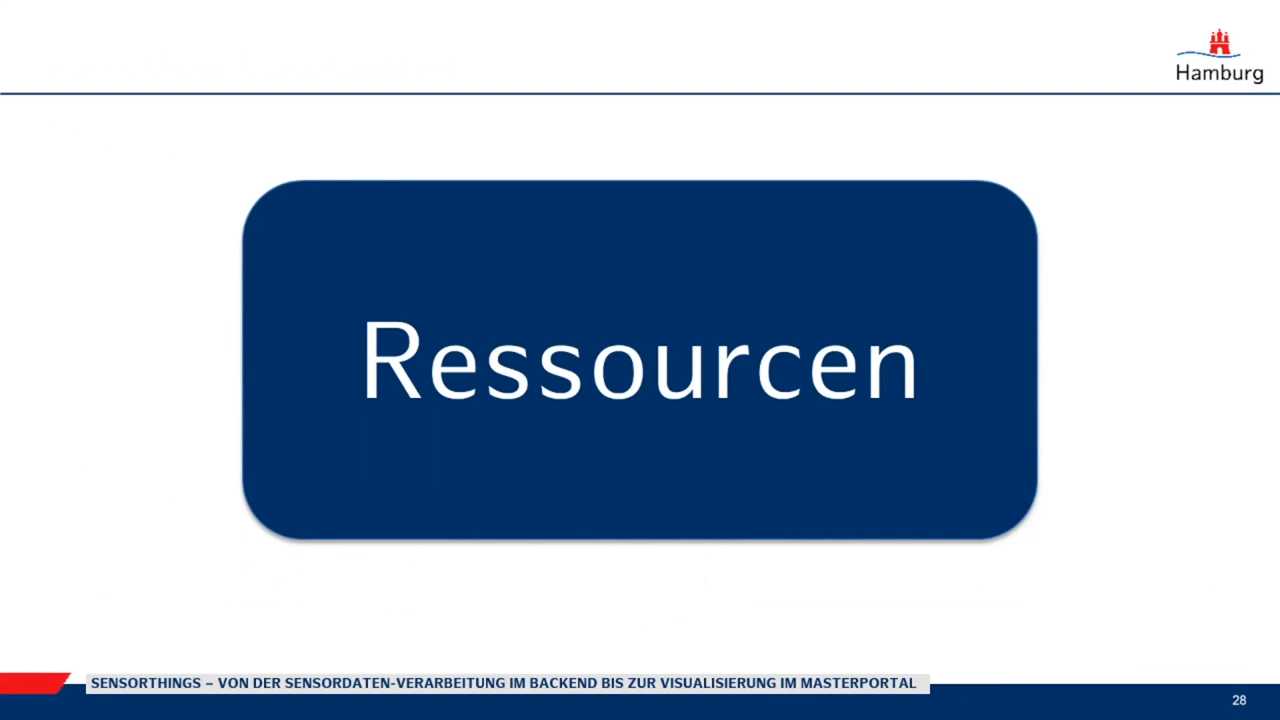 Hamburg
Ressourcen
SENSORTHINGS – VON DER SENSORDATEN-VERARBEITUNG IM BACKEND BIS ZUR VISUALISIERUNG IM MASTERPORTAL
28